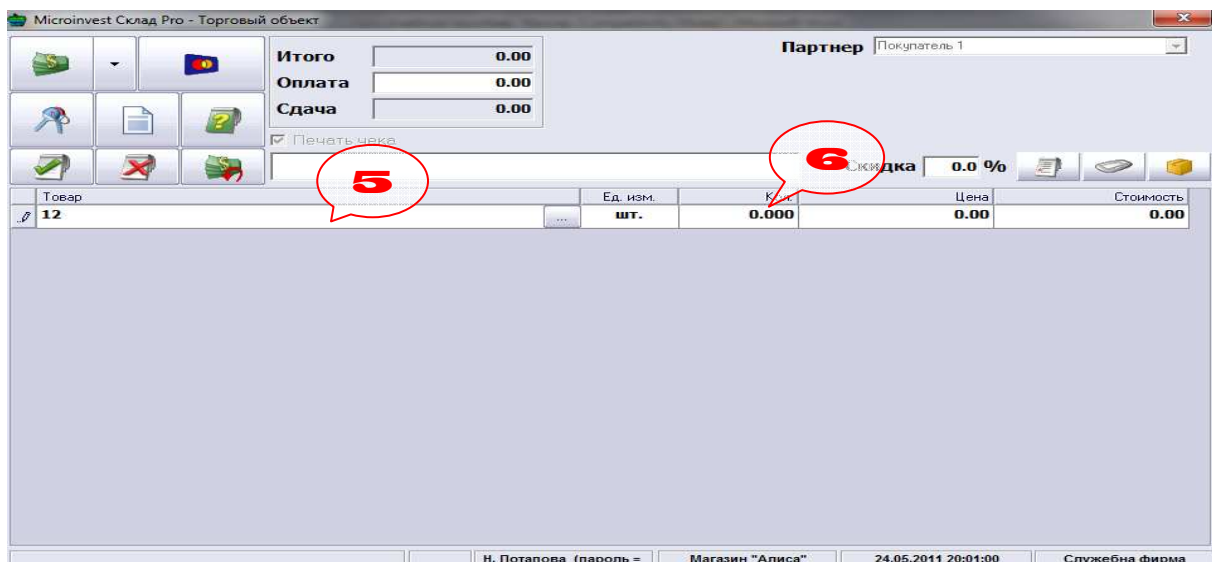 Microinvest Склад Pro - Торговый объект
Итого 0.00
Партнер Покупатель 1
Оплата 0.00
Сдача 0.00
Печать чека
5
6
Скидка 0.0 %
Товар Ед. изм. Цена Стоимость
12 ... шт. 0.000 0.00 0.00
Н. Потапова (пароль = Магазин "Алиса" 24.05.2011 20:01:00 Служебна фирма